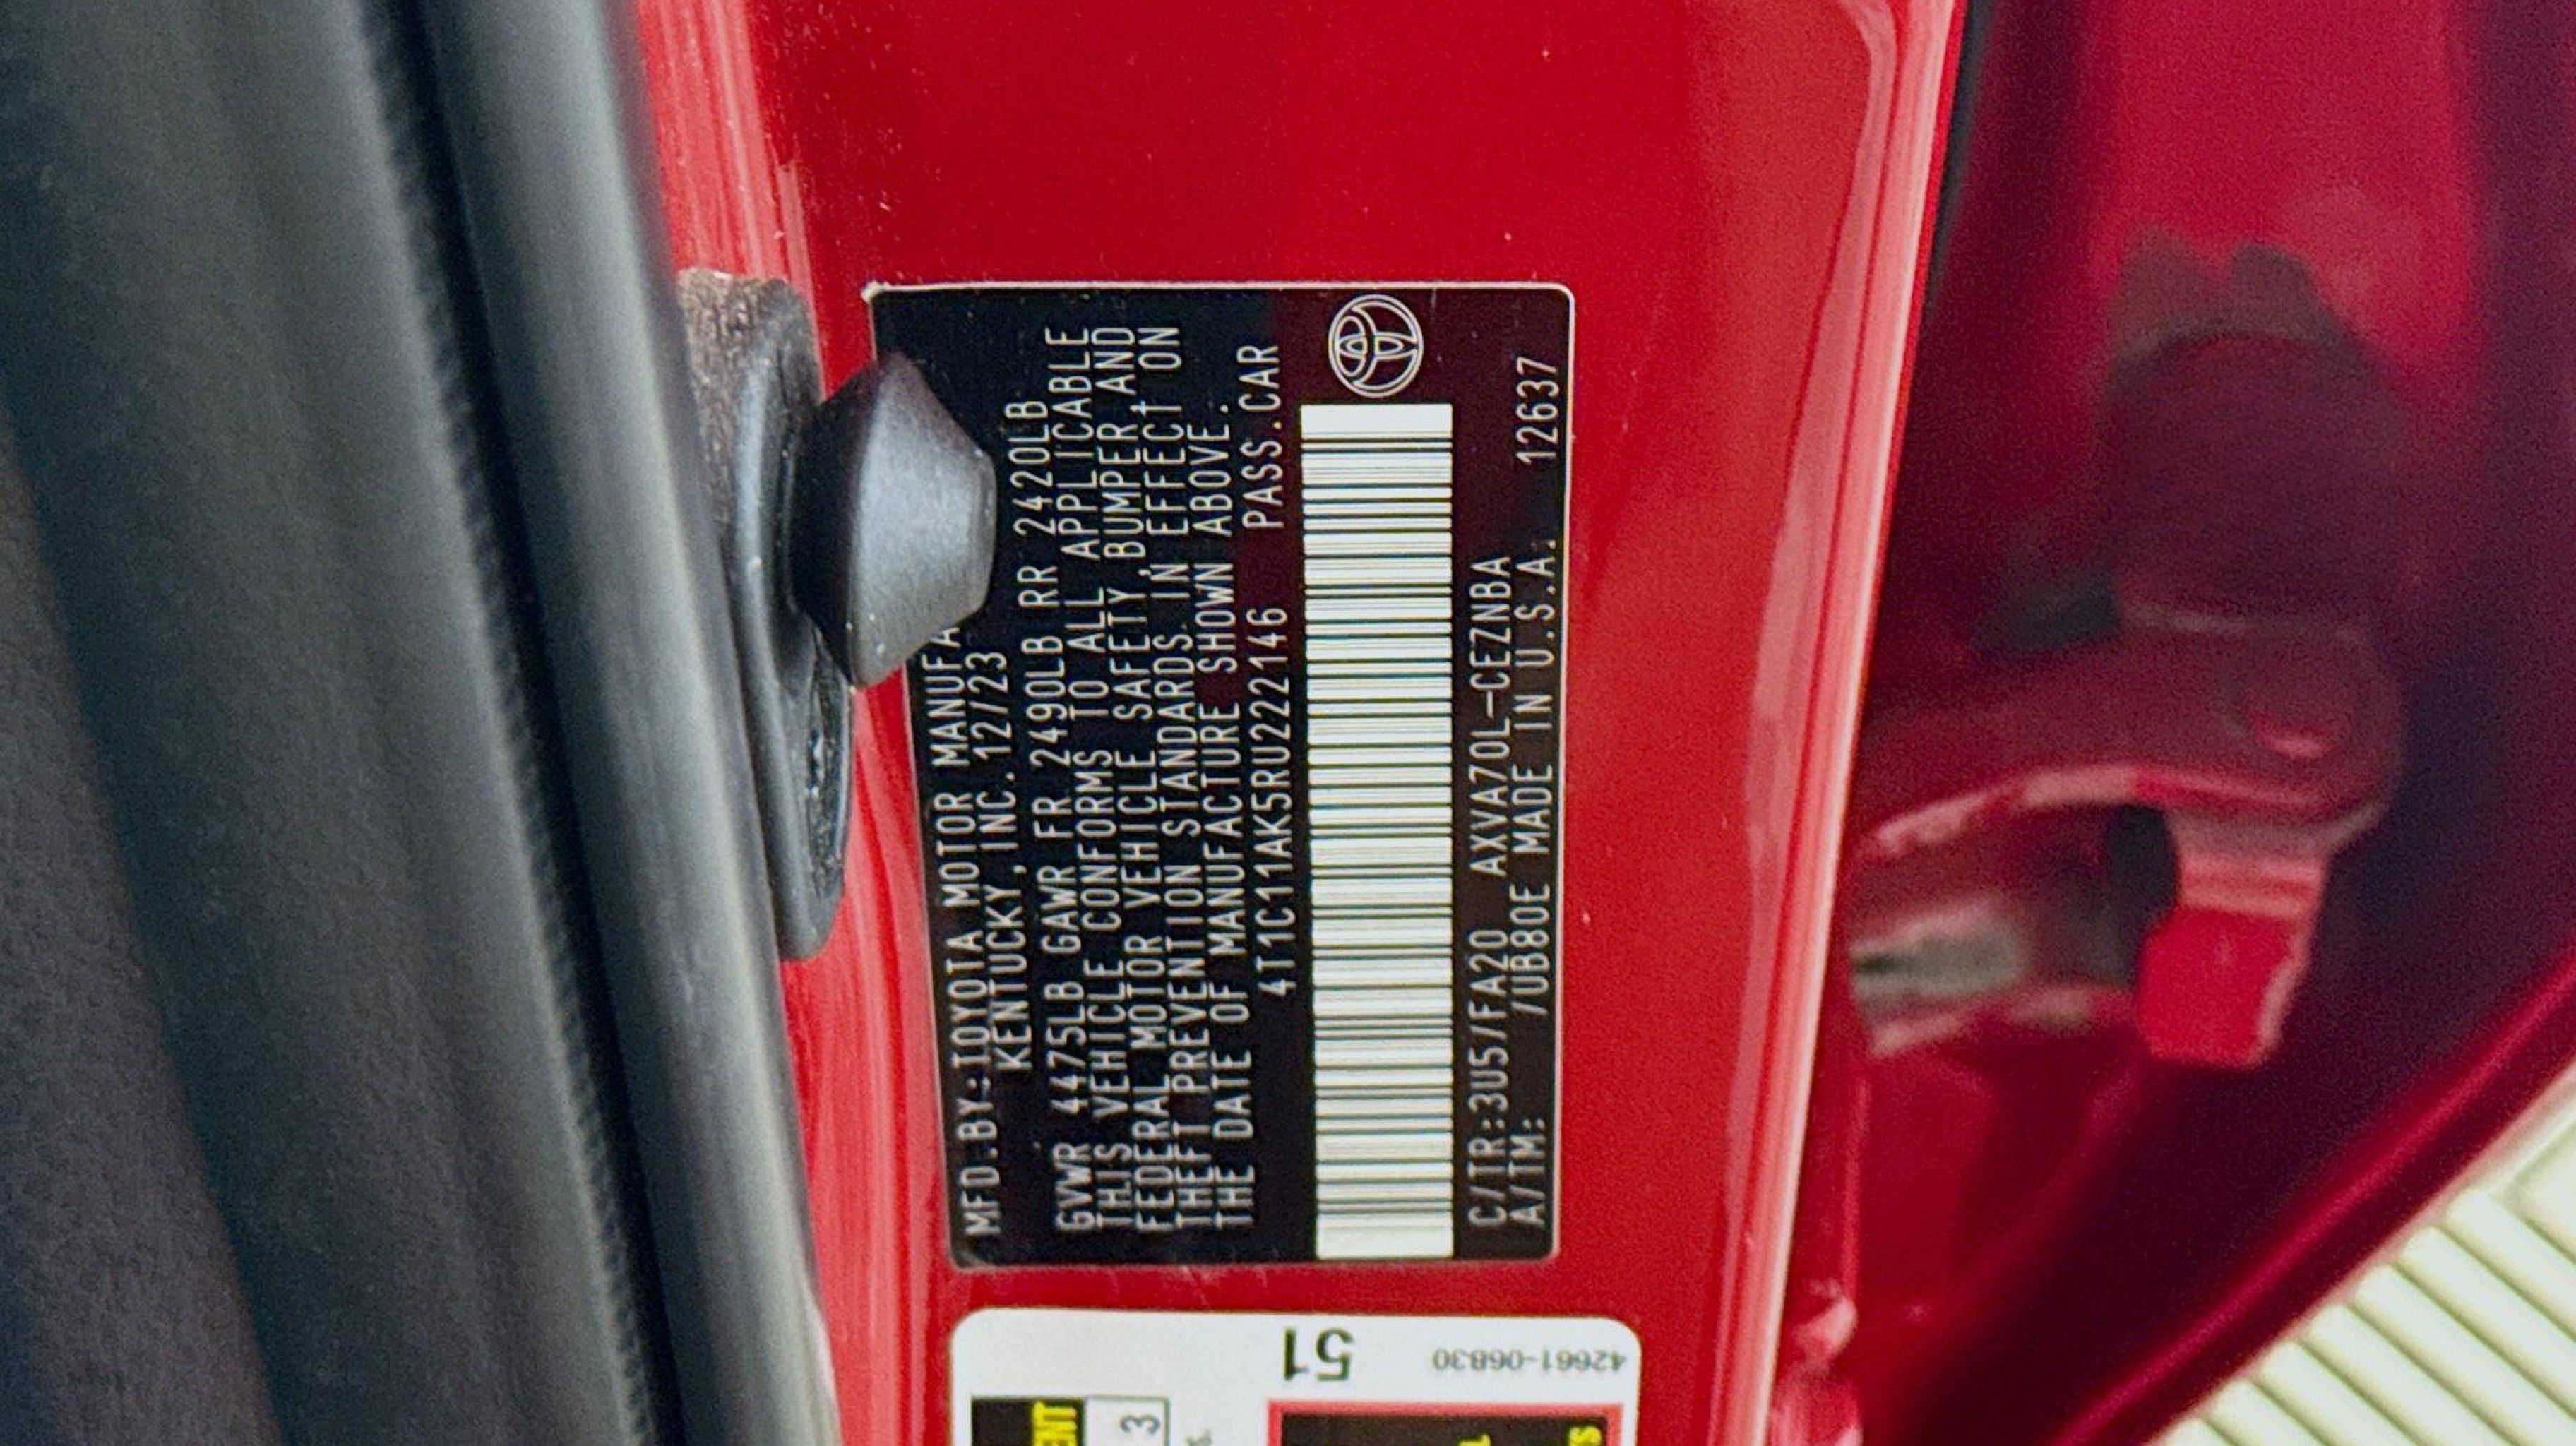 MFD.BY:TOYOTA MOTOR MANUFA
KENTUCKY, INC. 12/23
GVWR 4475LB GAWR FR 2490LB RR 2420LB
THIS VEHICLE CONFORMS TO ALL APPLICABLE
FEDERAL MOTOR VEHICLE SAFETY,BUMPER AND
THEFT PREVENTION STANDARDS IN EFFECT ON
THE DATE OF MANUFACTURE SHOWN ABOVE.
4T1C11AK5RU222146 PASS.CAR
C/TR:3U5/FA20 AXVA70L-CEZNBA
A/TM: /UB80E MADE IN U.S.A. 12637
51
42661-06B30
3